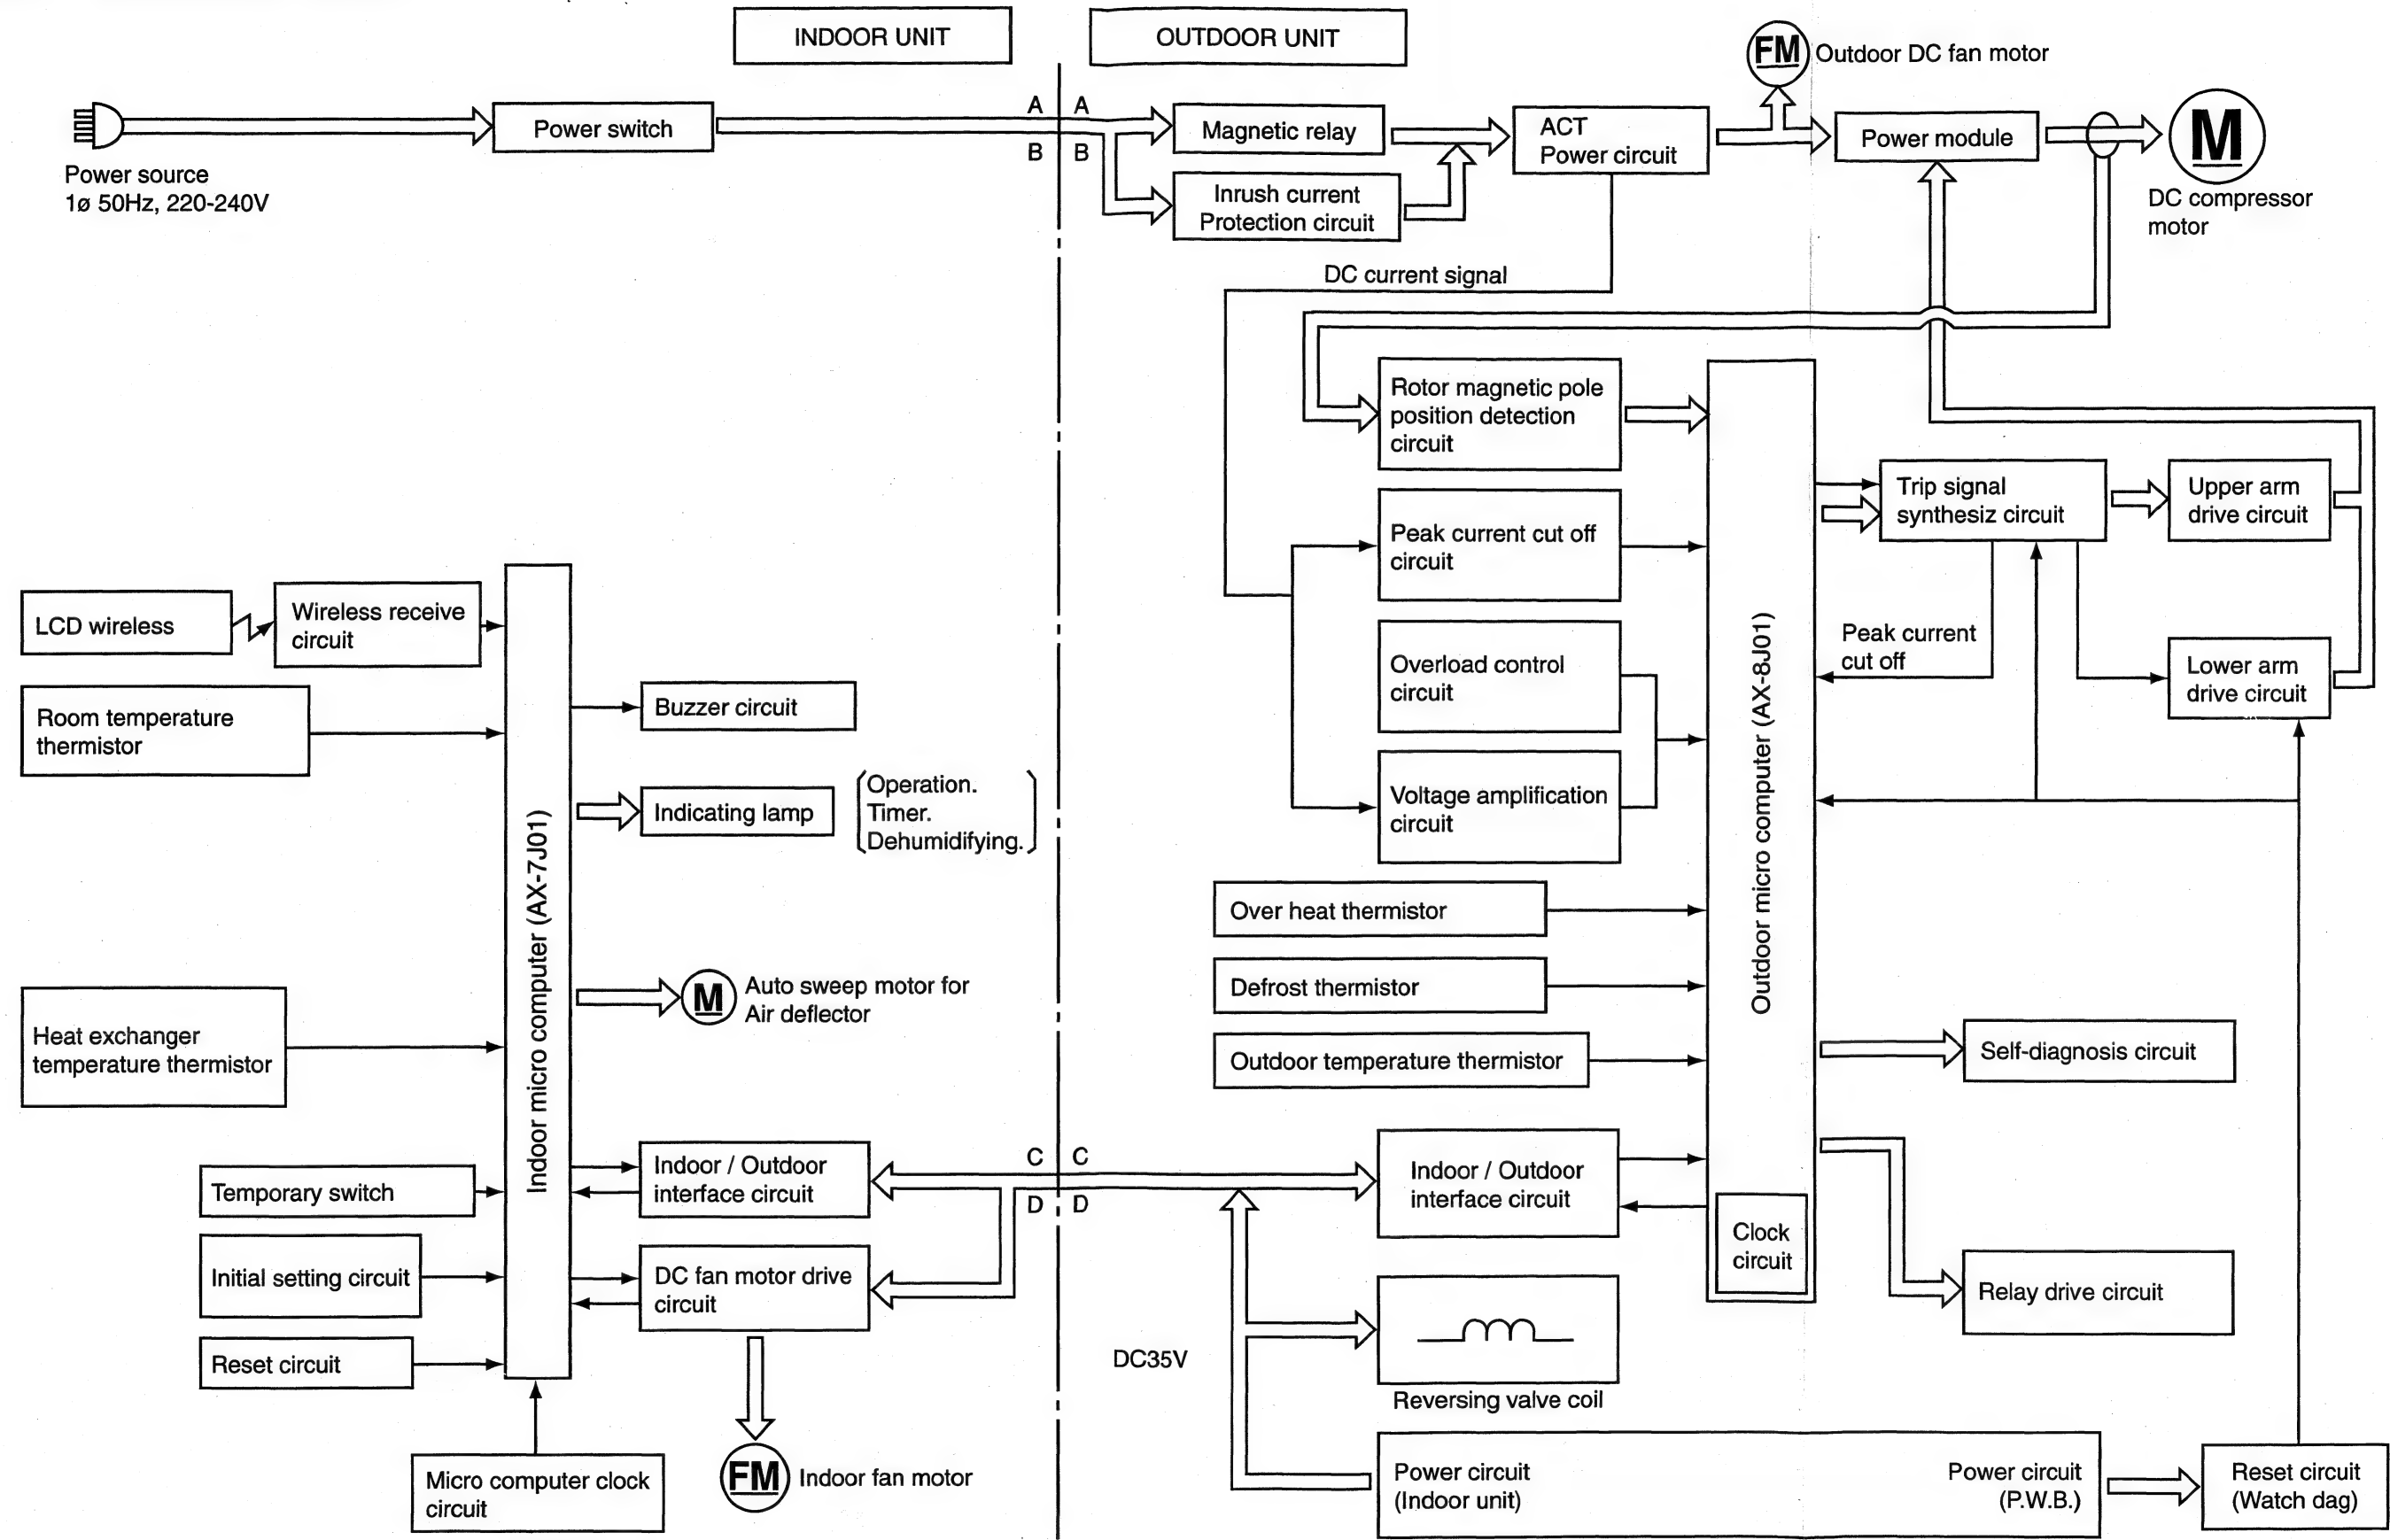 INDOOR UNIT
OUTDOOR UNIT
FM
Outdoor DC fan motor
Power source
1ø 50Hz, 220-240V
Power switch
A
A
B
B
Magnetic relay
Inrush current
Protection circuit
ACT
Power circuit
Power module
M
DC compressor
motor
DC current signal
Rotor magnetic pole
position detection
circuit
Peak current cut off
circuit
Overload control
circuit
Voltage amplification
circuit
Over heat thermistor
Defrost thermistor
Outdoor temperature thermistor
Outdoor micro computer (AX-8J01)
Clock
circuit
Trip signal
synthesiz circuit
Upper arm
drive circuit
Peak current
cut off
Lower arm
drive circuit
Self-diagnosis circuit
Relay drive circuit
LCD wireless
Wireless receive
circuit
Room temperature
thermistor
Heat exchanger
temperature thermistor
Temporary switch
Initial setting circuit
Reset circuit
Micro computer clock
circuit
Indoor micro computer (AX-7J01)
Buzzer circuit
Indicating lamp
Operation.
Timer.
Dehumidifying.
M
Auto sweep motor for
Air deflector
Indoor / Outdoor
interface circuit
DC fan motor drive
circuit
FM
Indoor fan motor
C
C
D
D
Indoor / Outdoor
interface circuit
DC35V
Reversing valve coil
Power circuit
(Indoor unit)
Power circuit
(P.W.B.)
Reset circuit
(Watch dag)